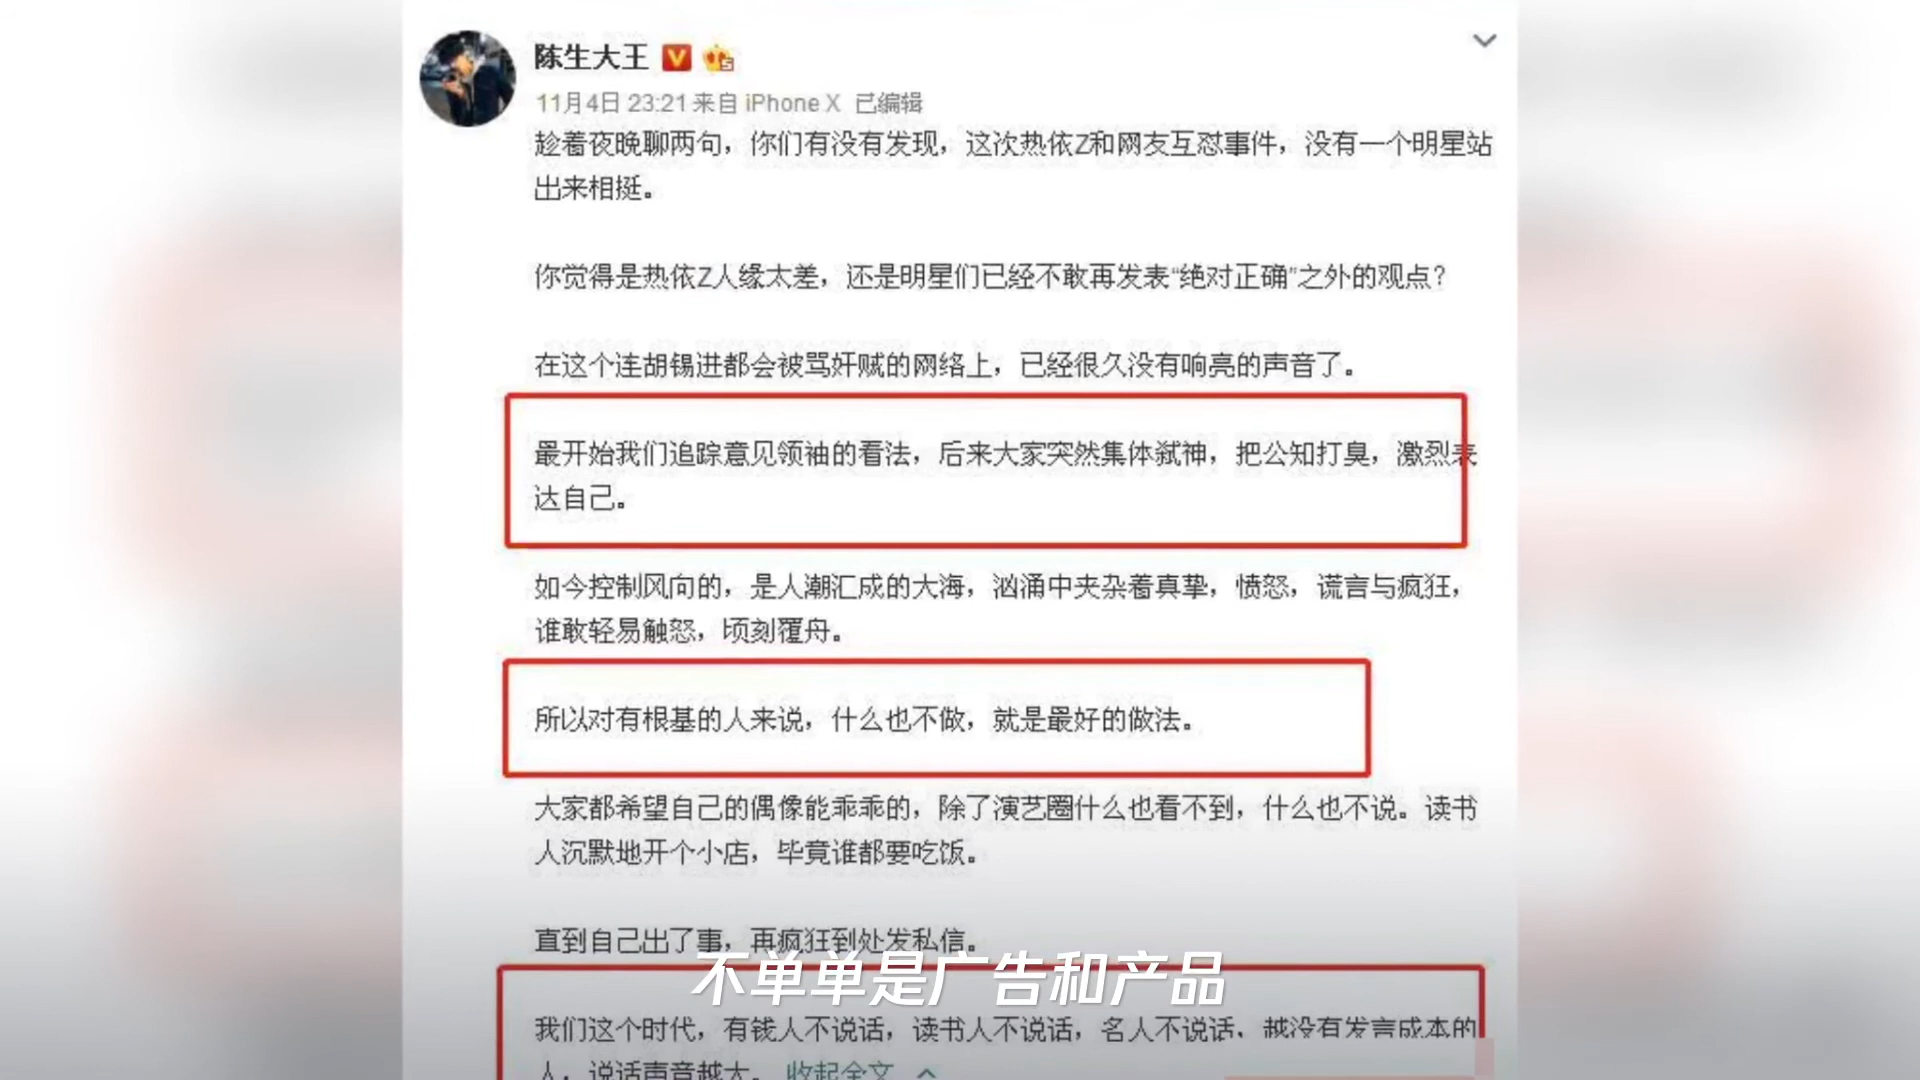 陈生大王
11月4日 23:21 来自 iPhone X 已编辑
趁着夜晚聊两句，你们有没有发现，这次热依Z和网友互怼事件，没有一个明星站
出来相挺。
你觉得是热依Z人缘太差，还是明星们已经不敢再发表“绝对正确”之外的观点？
在这个连胡锡进都会被骂奸贼的网络上，已经很久没有响亮的声音了。
最开始我们追踪意见领袖的看法，后来大家突然集体弑神，把公知打臭，激烈表
达自己。
如今控制风向的，是人潮汇成的大海，汹涌中夹杂着真挚，愤怒，谎言与疯狂，
谁敢轻易触怒，顷刻覆舟。
所以对有根基的人来说，什么也不做，就是最好的做法。
大家都希望自己的偶像能乖乖的，除了演艺圈什么也看不到，什么也不说。读书
人沉默地开个小店，毕竟谁都要吃饭。
直到自己出了事，再疯狂到处发私信。
不单单是广告和产品
我们这个时代，有钱人不说话，读书人不说话，名人不说话，越没有发言成本的
人，说话声音越大。 收起全文